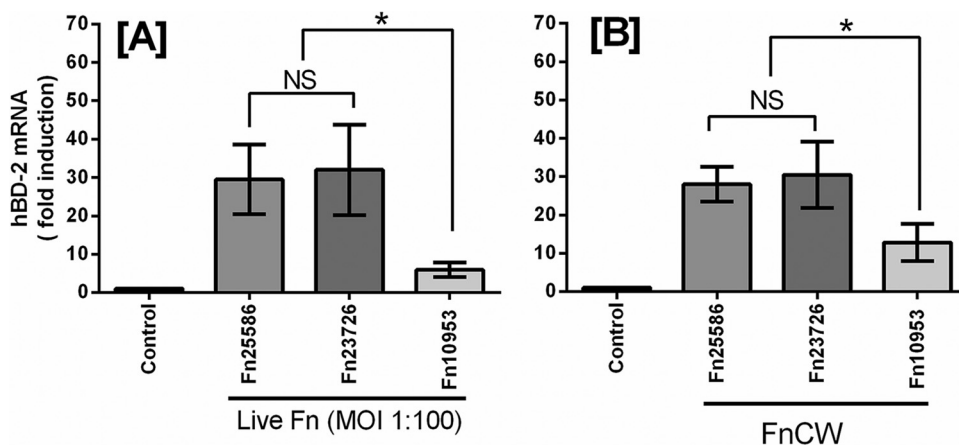 [A]
*
NS
hBD-2 mRNA
( fold induction)
70
60
50
40
30
20
10
0
Control
Fn25586
Fn23726
Fn10953
Live Fn (MOI 1:100)
[B]
*
NS
70
60
50
40
30
20
10
0
Control
Fn25586
Fn23726
Fn10953
FnCW